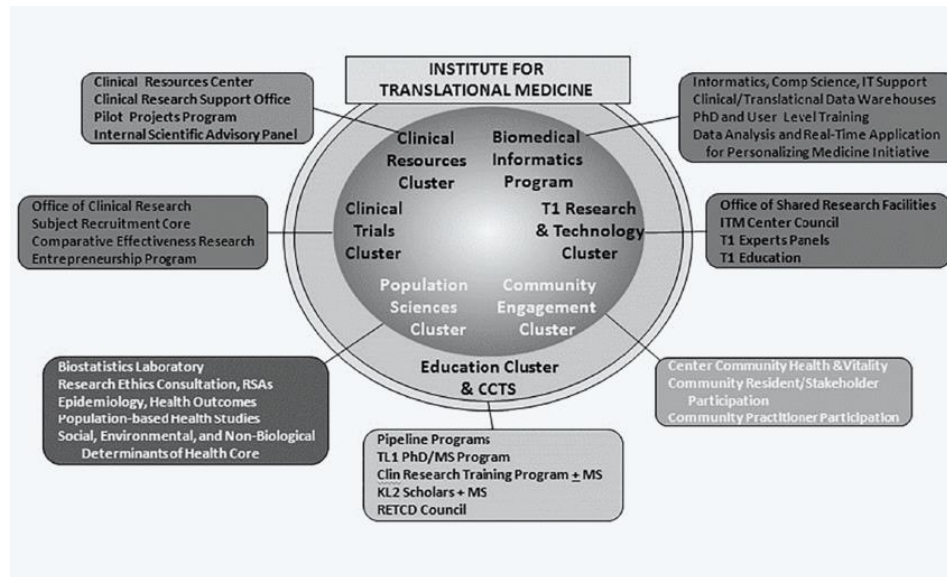 INSTITUTE FOR
TRANSLATIONAL MEDICINE
Clinical Resources Center
Clinical Research Support Office
Pilot Projects Program
Internal Scientific Advisory Panel
Informatics, Comp Science, IT Support
Clinical/Translational Data Warehouses
PhD and User Level Training
Data Analysis and Real-Time Application
for Personalizing Medicine Initiative
Clinical
Resources
Cluster
Biomedical
Informatics
Program
Office of Clinical Research
Subject Recruitment Core
Comparative Effectiveness Research
Entrepreneurship Program
Clinical
Trials
Cluster
T1 Research
& Technology
Cluster
Office of Shared Research Facilities
ITM Center Council
T1 Experts Panels
T1 Education
Population
Sciences
Cluster
Community
Engagement
Cluster
Biostatistics Laboratory
Research Ethics Consultation, RSAs
Epidemiology, Health Outcomes
Population-based Health Studies
Social, Environmental, and Non-Biological
Determinants of Health Core
Education Cluster
& CCTS
Center Community Health & Vitality
Community Resident/Stakeholder
Participation
Community Practitioner Participation
Pipeline Programs
TL1 PhD/MS Program
Clin Research Training Program + MS
KL2 Scholars + MS
RETCD Council